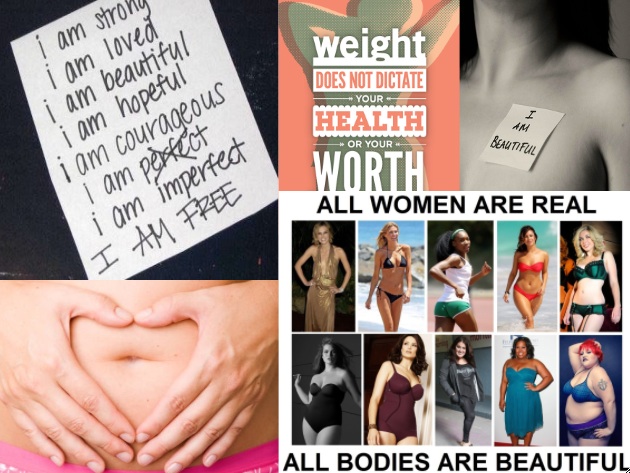 i am strong
i am loved
i am beautiful
i am hopeful
i am courageous
i am perfect
i am imperfect
I AM FREE
weight
DOES NOT DICTATE
YOUR
HEALTH
OR YOUR
WORTH
I
AM
BEAUTIFUL
ALL WOMEN ARE REAL
ALL BODIES ARE BEAUTIFUL